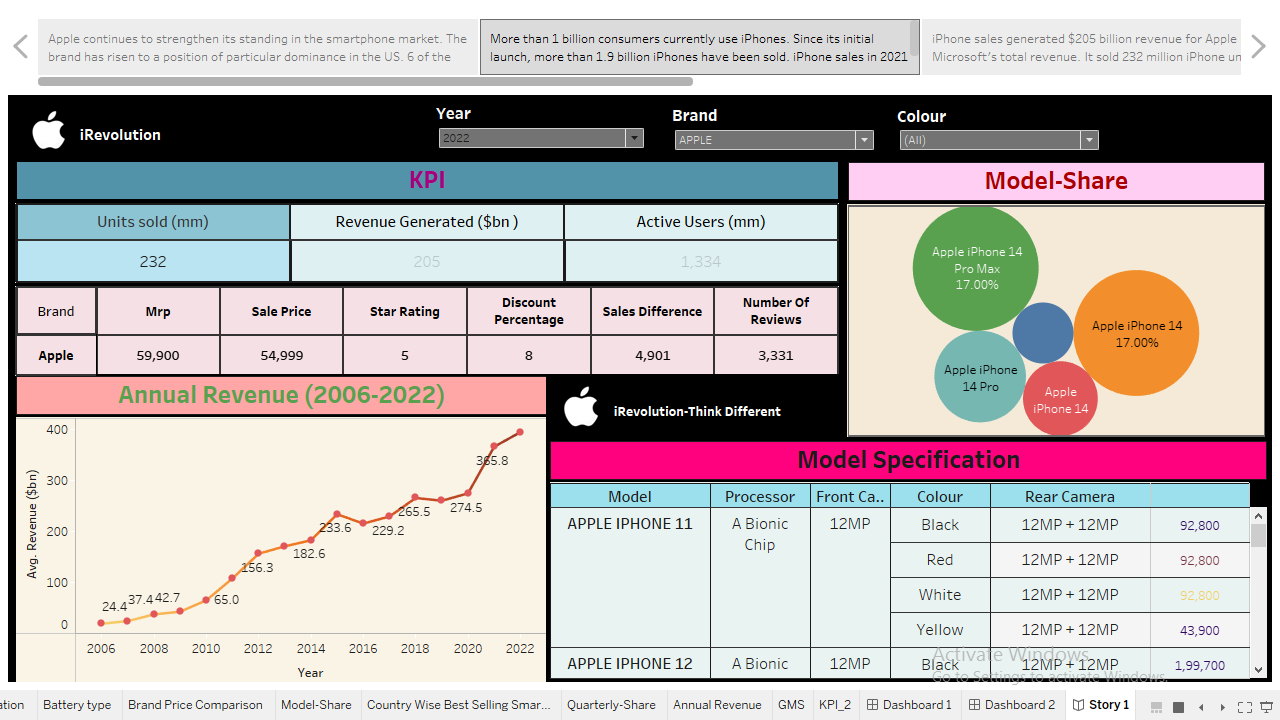 Apple continues to strengthen its standing in the smartphone market. The
brand has risen to a position of particular dominance in the US. 6 of the
More than 1 billion consumers currently use iPhones. Since its initial
launch, more than 1.9 billion iPhones have been sold. iPhone sales in 2021
iPhone sales generated $205 billion revenue for Apple
Microsoft's total revenue. It sold 232 million iPhone un
iRevolution
Year
2022
Brand
APPLE
Colour
(All)
KPI
Units sold (mm) Revenue Generated ($bn ) Active Users (mm)
232 205 1,334
Brand Mrp Sale Price Star Rating Discount Percentage Sales Difference Number Of Reviews
Apple 59,900 54,999 5 8 4,901 3,331
Model-Share
Apple iPhone 14
Pro Max
17.00%
Apple iPhone 14
17.00%
Apple iPhone
14 Pro
Apple
iPhone 14
Annual Revenue (2006-2022)
Avg. Revenue ($bn)
400
300
200
100
0
24.4 37.4 42.7 65.0 156.3 182.6 233.6 229.2 265.5 274.5 365.8
2006 2008 2010 2012 2014 2016 2018 2020 2022
Year
iRevolution-Think Different
Model Specification
Model Processor Front Ca.. Colour Rear Camera
APPLE IPHONE 11 A Bionic Chip 12MP Black 12MP + 12MP 92,800
Red 12MP + 12MP 92,800
White 12MP + 12MP 92,800
Yellow 12MP + 12MP 43,900
APPLE IPHONE 12 A Bionic 12MP Black 12MP + 12MP 1,99,700
Activate Windows
Go to Settings to activate Windows.
ation Battery type Brand Price Comparison Model-Share Country Wise Best Selling Smar... Quarterly-Share Annual Revenue GMS KPI_2 Dashboard 1 Dashboard 2 Story 1